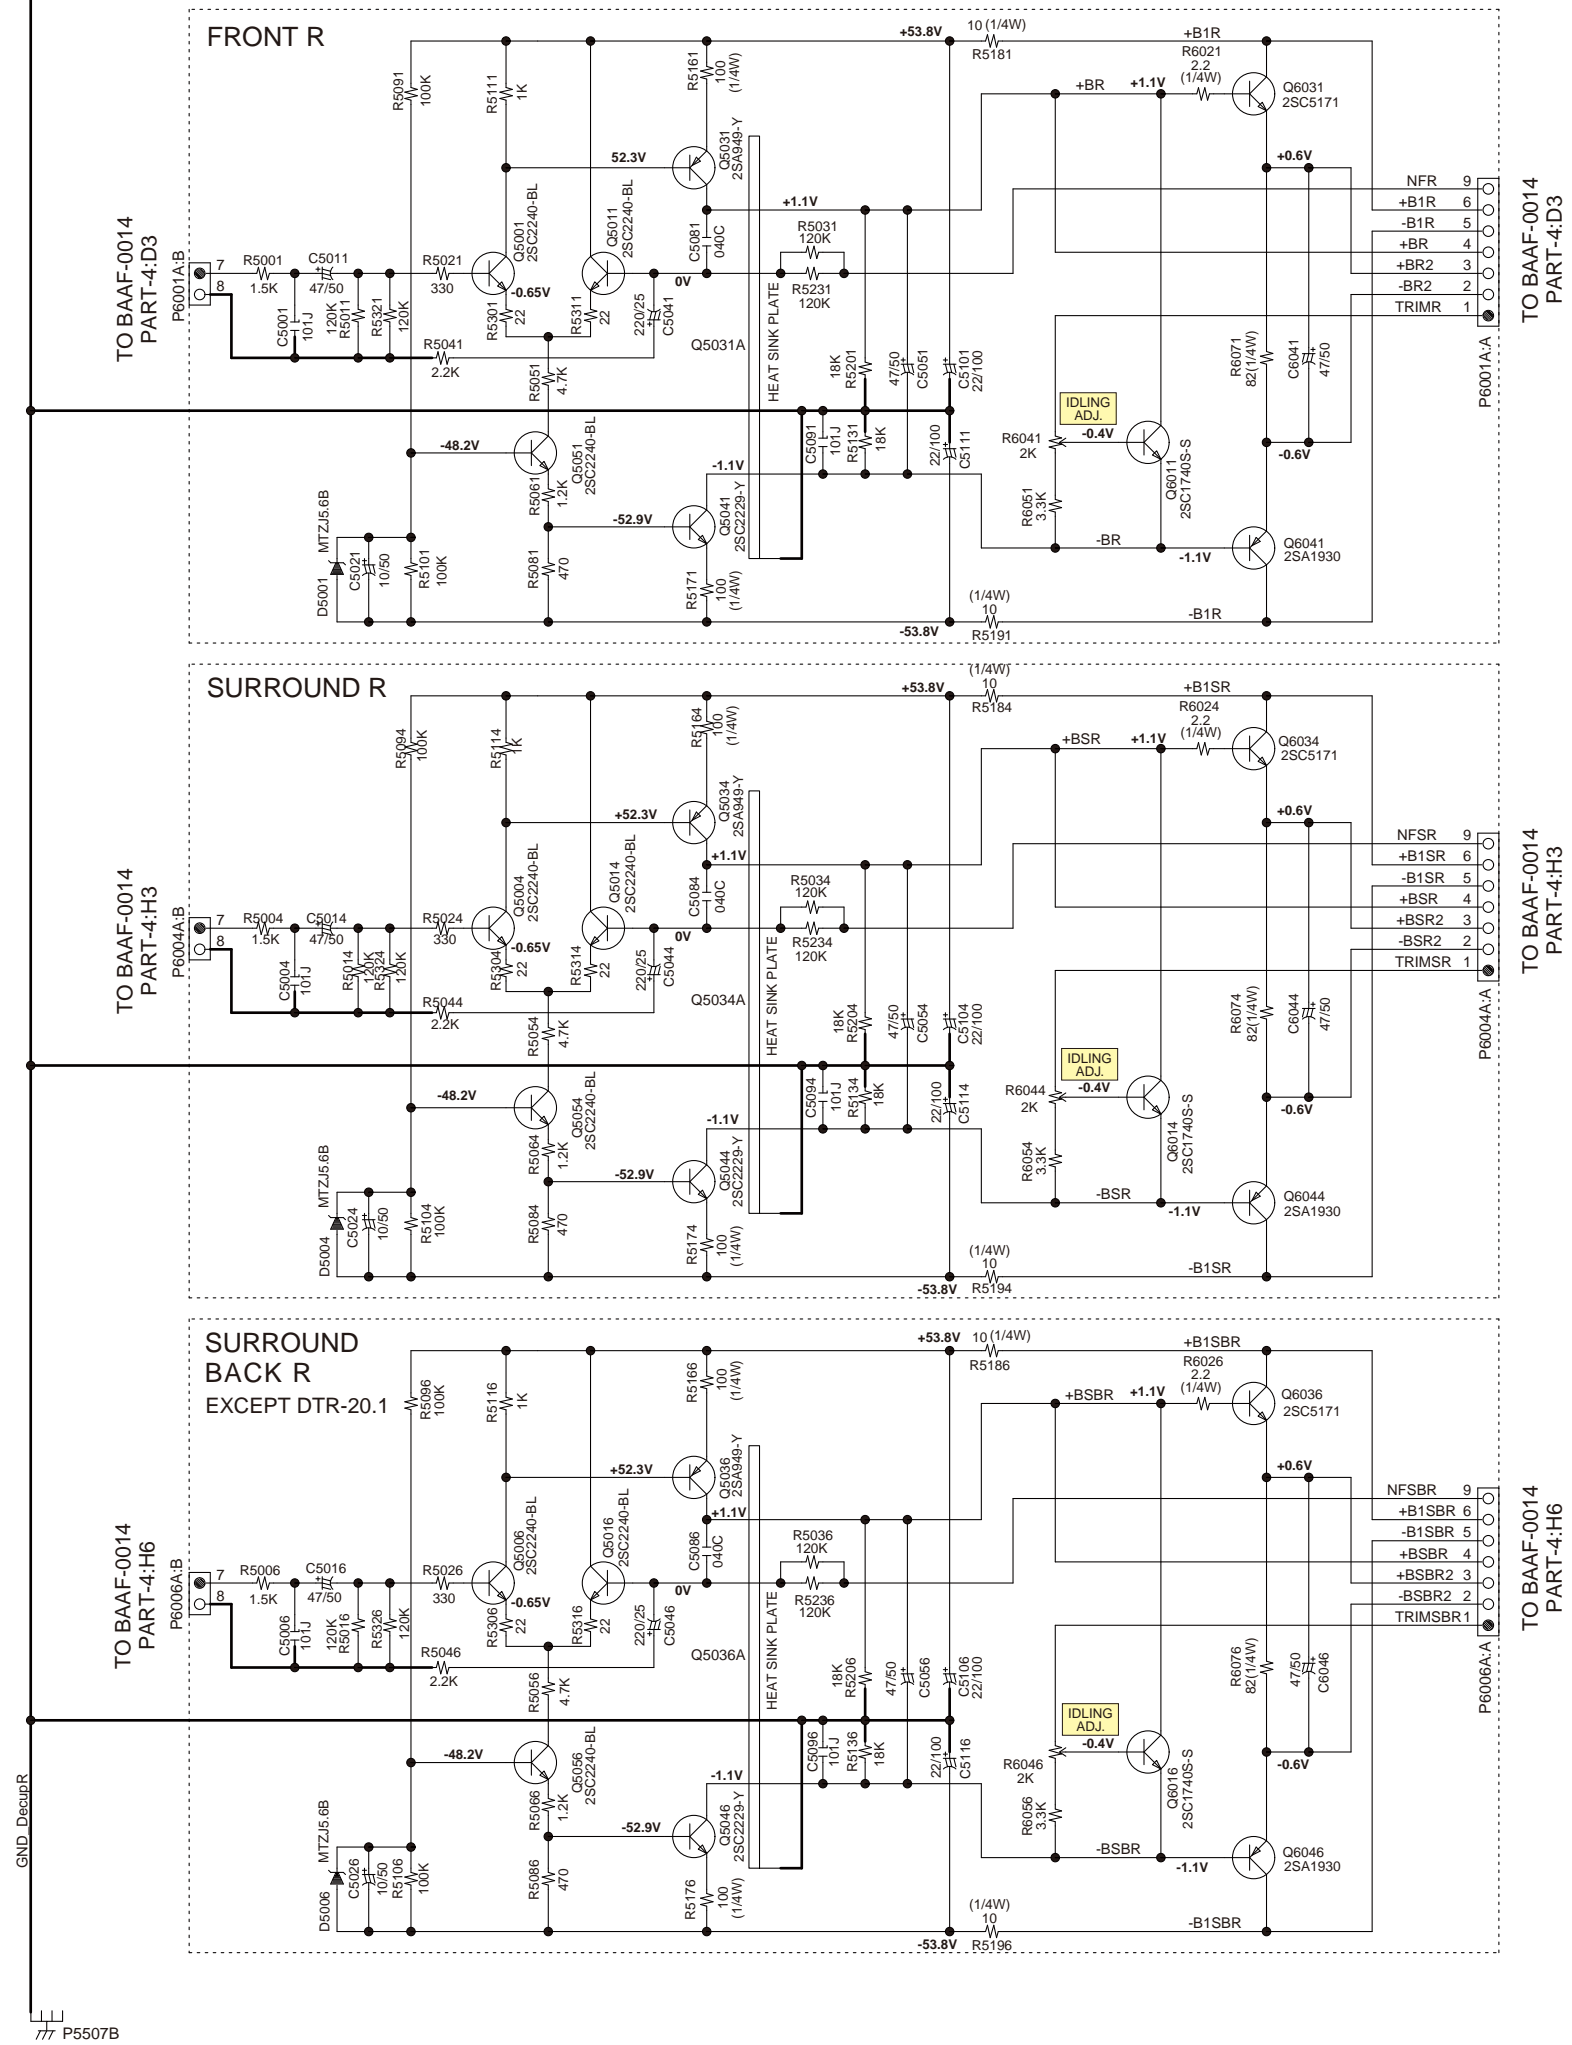 FRONT R
+53.8V
10 (1/4W)
R5181
+B1R
R6021
2.2
(1/4W)
R5091
100K
R5111
1K
R5161
100
(1/4W)
+BR
+1.1V
Q6031
2SC5171
52.3V
Q5031
2SA949-Y
+0.6V
TO BAAF-0014
PART-4:D3
P6001A:B
7
8
R5001
1.5K
C5011
47/50
R5021
330
Q5001
2SC2240-BL
Q5011
2SC2240-BL
C5081
040C
+1.1V
R5031
120K
R5231
120K
0V
-0.65V
C5001
101J
120K
R5011
R5321
120K
R5301
22
R5311
22
220/25
C5041
R5041
2.2K
R5051
4.7K
Q5031A
HEAT SINK PLATE
18K
R5201
47/50
C5051
C5101
22/100
NFR 9
+B1R 6
-B1R 5
+BR 4
+BR2 3
-BR2 2
TRIMR 1
TO BAAF-0014
PART-4:D3
P6001A:A
R6071
82(1/4W)
C6041
47/50
IDLING
ADJ.
-0.4V
R6041
2K
Q6011
2SC1740S-S
-0.6V
-48.2V
Q5051
2SC2240-BL
R5061
1.2K
C5091
101J
R5131
18K
22/100
C5111
-1.1V
-52.9V
Q5041
2SC2229-Y
R6051
3.3K
-BR
-1.1V
Q6041
2SA1930
MTZJ5.6B
D5001
C5021
10/50
R5101
100K
R5081
470
R5171
100
(1/4W)
(1/4W)
10
R5191
-53.8V
-B1R
SURROUND R
+53.8V
(1/4W)
10
R5184
+B1SR
R6024
2.2
(1/4W)
R5094
100K
R5114
1K
R5164
100
(1/4W)
+BSR
+1.1V
Q6034
2SC5171
+52.3V
Q5034
2SA949-Y
+0.6V
TO BAAF-0014
PART-4:H3
P6004A:B
7
8
R5004
1.5K
C5014
47/50
R5024
330
Q5004
2SC2240-BL
Q5014
2SC2240-BL
C5084
040C
+1.1V
R5034
120K
R5234
120K
0V
-0.65V
C5004
101J
R5014
120K
R5324
120K
R5304
22
R5314
22
220/25
C5044
R5044
2.2K
R5054
4.7K
Q5034A
HEAT SINK PLATE
18K
R5204
47/50
C5054
C5104
22/100
NFSR 9
+B1SR 6
-B1SR 5
+BSR 4
+BSR2 3
-BSR2 2
TRIMSR 1
TO BAAF-0014
PART-4:H3
P6004A:A
R6074
82(1/4W)
C6044
47/50
IDLING
ADJ.
-0.4V
R6044
2K
Q6014
2SC1740S-S
-0.6V
-48.2V
Q5054
2SC2240-BL
R5064
1.2K
C5094
101J
R5134
18K
22/100
C5114
-1.1V
-52.9V
Q5044
2SC2229-Y
R6054
3.3K
-BSR
-1.1V
Q6044
2SA1930
MTZJ5.6B
D5004
C5024
10/50
R5104
100K
R5084
470
R5174
100
(1/4W)
(1/4W)
10
R5194
-53.8V
-B1SR
SURROUND
BACK R
EXCEPT DTR-20.1
+53.8V
10 (1/4W)
R5186
+B1SBR
R6026
2.2
(1/4W)
R5096
100K
R5116
1K
R5166
100
(1/4W)
+BSBR
+1.1V
Q6036
2SC5171
+52.3V
Q5036
2SA949-Y
+0.6V
TO BAAF-0014
PART-4:H6
P6006A:B
7
8
R5006
1.5K
C5016
47/50
R5026
330
Q5006
2SC2240-BL
Q5016
2SC2240-BL
C5086
040C
+1.1V
R5036
120K
R5236
120K
0V
-0.65V
C5006
101J
120K
R5016
R5326
120K
R5306
22
R5316
22
220/25
C5046
R5046
2.2K
R5056
4.7K
Q5036A
HEAT SINK PLATE
18K
R5206
47/50
C5056
C5106
22/100
NFSBR 9
+B1SBR 6
-B1SBR 5
+BSBR 4
+BSBR2 3
-BSBR2 2
TRIMSBR 1
TO BAAF-0014
PART-4:H6
P6006A:A
R6076
82(1/4W)
47/50
C6046
IDLING
ADJ.
-0.4V
R6046
2K
Q6016
2SC1740S-S
-0.6V
-48.2V
Q5056
2SC2240-BL
R5066
1.2K
C5096
101J
R5136
18K
22/100
C5116
-1.1V
-52.9V
Q5046
2SC2229-Y
R6056
3.3K
-BSBR
-1.1V
Q6046
2SA1930
MTZJ5.6B
D5006
C5026
10/50
R5106
100K
R5086
470
R5176
100
(1/4W)
(1/4W)
10
R5196
-53.8V
-B1SBR
GND_DecupR
P5507B